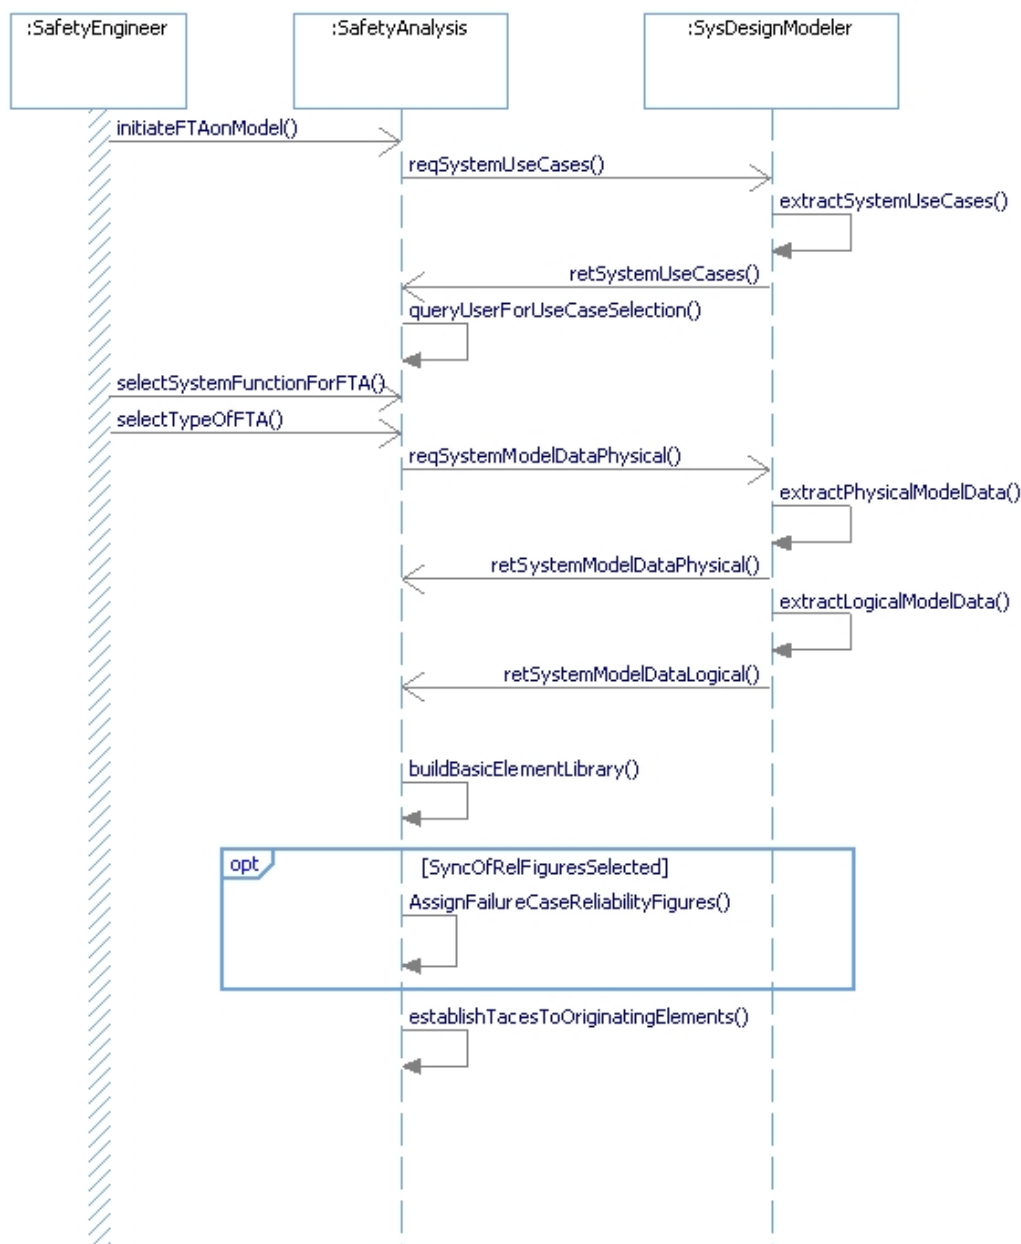 :SafetyEngineer
:SafetyAnalysis
:SysDesignModeler
initiateFTAonModel()
reqSystemUseCases()
extractSystemUseCases()
retSystemUseCases()
queryUserForUseCaseSelection()
selectSystemFunctionForFTA()
selectTypeOfFTA()
reqSystemModelDataPhysical()
extractPhysicalModelData()
retSystemModelDataPhysical()
extractLogicalModelData()
retSystemModelDataLogical()
buildBasicElementLibrary()
opt
[SyncOfRelFiguresSelected]
AssignFailureCaseReliabilityFigures()
establishTacesToOriginatingElements()